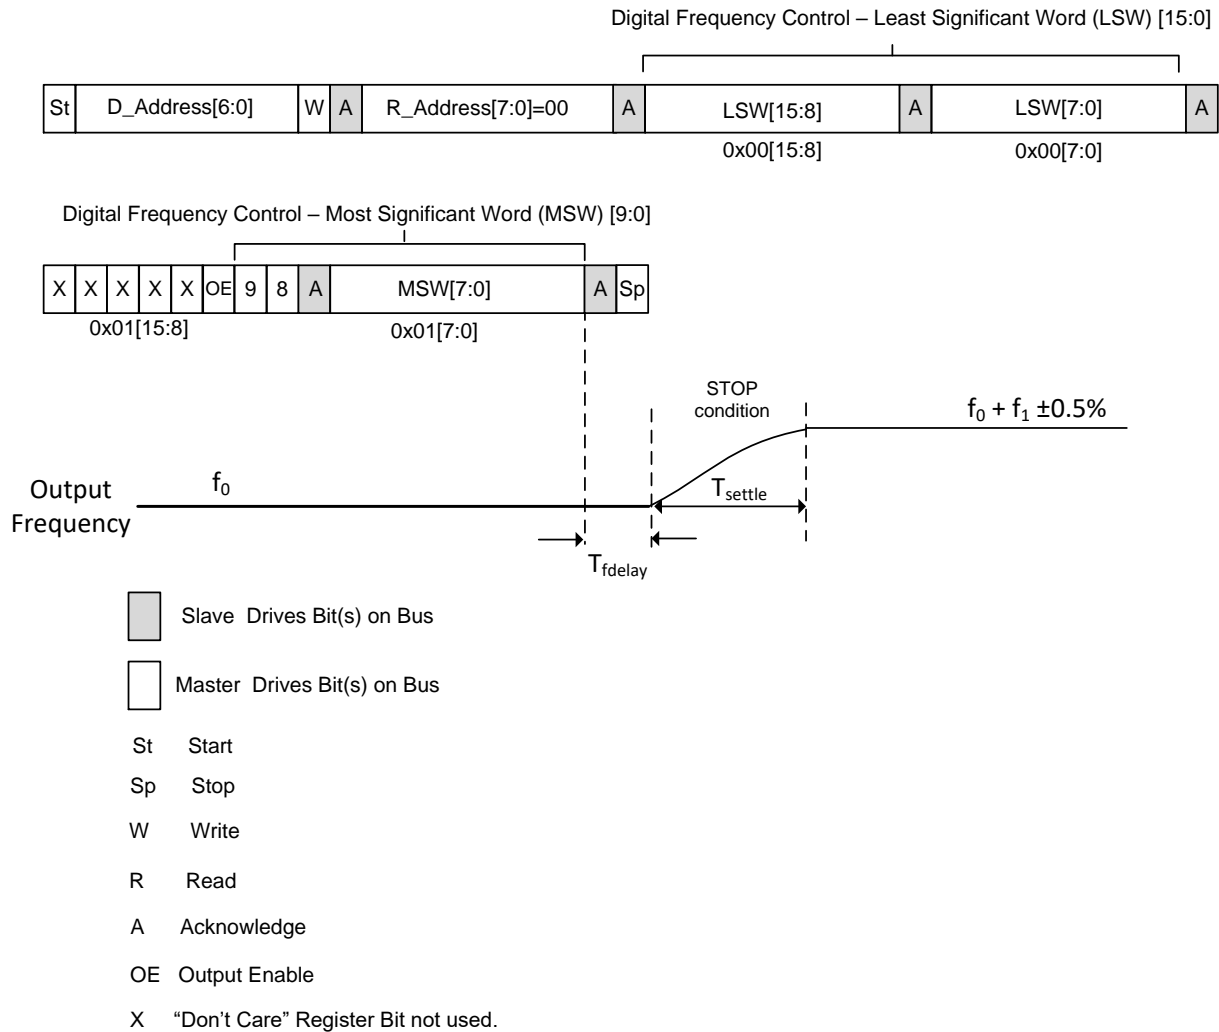 Digital Frequency Control – Least Significant Word (LSW) [15:0]
St D_Address[6:0] W A R_Address[7:0]=00 A LSW[15:8] A LSW[7:0] A
0x00[15:8] 0x00[7:0]
Digital Frequency Control – Most Significant Word (MSW) [9:0]
X X X X X OE 9 8 A MSW[7:0] A Sp
0x01[15:8] 0x01[7:0]
STOP
condition
f0 + f1 ±0.5%
f0
Output
Frequency
Tsettle
Tfdelay
Slave Drives Bit(s) on Bus
Master Drives Bit(s) on Bus
St Start
Sp Stop
W Write
R Read
A Acknowledge
OE Output Enable
X “Don’t Care” Register Bit not used.